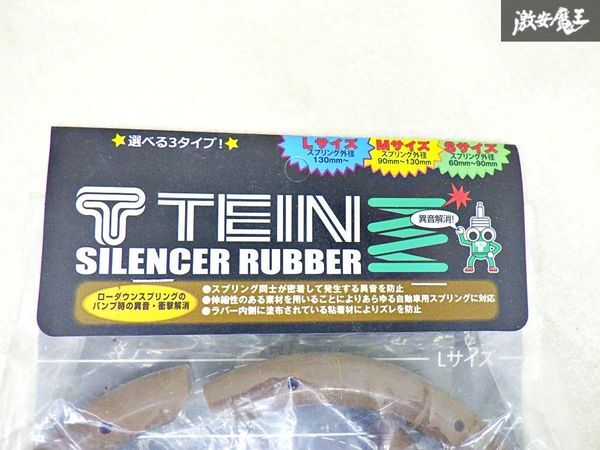 激安魔王
選べる3タイプ!
Lサイズ
スプリング外径
130mm~
Mサイズ
スプリング外径
90mm~130mm
Sサイズ
スプリング外径
60mm~90mm
TEIN
異音解消!
SILENCER RUBBER
ローダウンスプリングの
バンプ時の異音・衝撃解消
●スプリング同士が密着して発生する異音を防止
●伸縮性のある素材を用いることによりあらゆる自動車用スプリングに対応
●ラバー内側に塗布されている粘着材によりズレを防止
Lサイズ